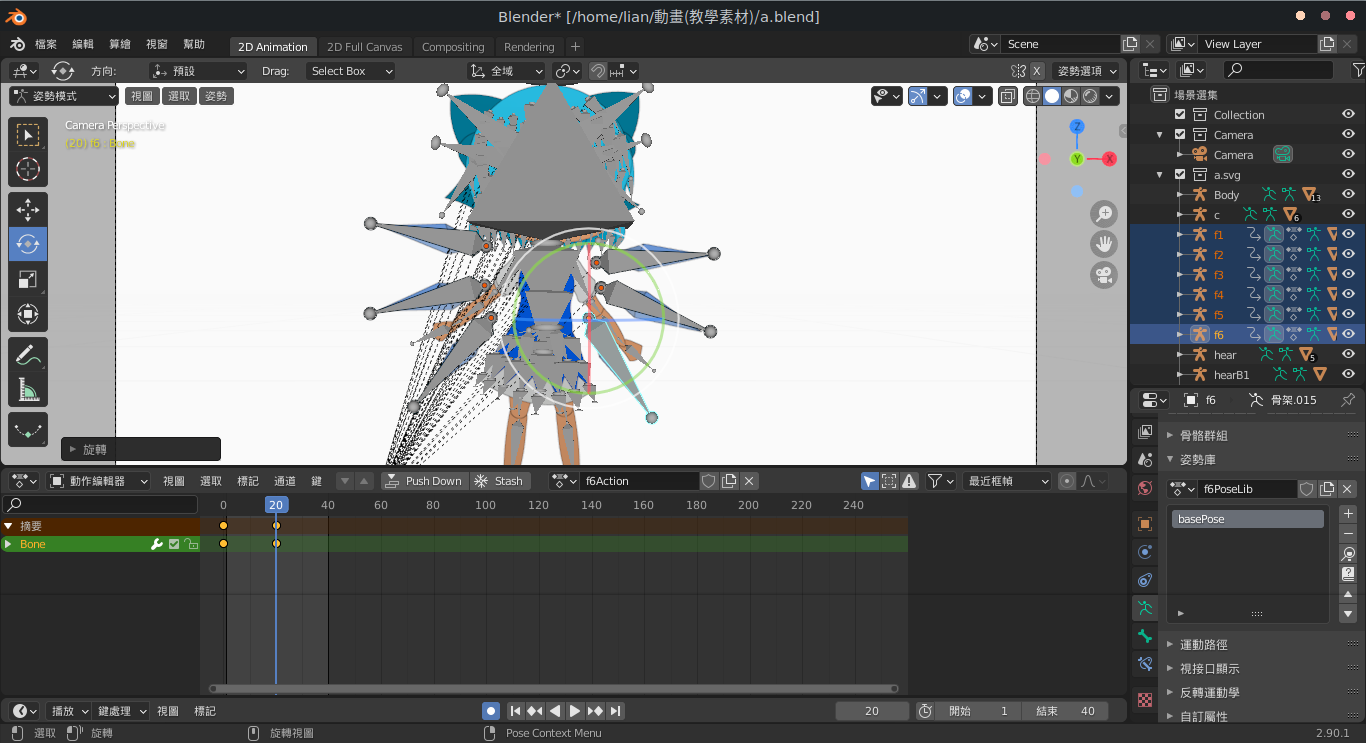 Blender* [/home/lian/動畫(教學素材)/a.blend]
檔案 編輯 算繪 視窗 幫助 2D Animation 2D Full Canvas Compositing Rendering + Scene View Layer
方向: 預設 Drag: Select Box 全域 X 姿勢選項
姿勢模式 視圖 選取 姿勢
Camera Perspective
(20) f6 : Bone
Z
Y X
旋轉
場景選集
Collection
Camera
Camera
a.svg
Body 13
c 6
f1
f2
f3
f4
f5
f6
hear 5
hearB1
f6 骨架.015
骨骼群組
姿勢庫
f6PoseLib
basePose
運動路徑
視接口顯示
反轉運動學
自訂屬性
動作編輯器 視圖 選取 標記 通道 鍵 Push Down Stash f6Action 最近框幀
0 20 40 60 80 100 120 140 160 180 200 220 240
摘要
Bone
播放 鍵處理 視圖 標記 20 開始 1 結束 40
選取 旋轉 旋轉視圖 Pose Context Menu 2.90.1